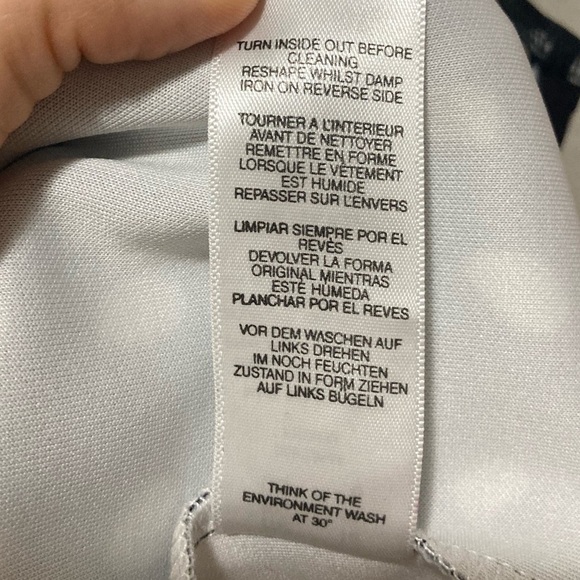 TURN INSIDE OUT BEFORE
CLEANING
RESHAPE WHILST DAMP
IRON ON REVERSE SIDE
TOURNER A L'INTERIEUR
AVANT DE NETTOYER
REMETTRE EN FORME
LORSQUE LE VÊTEMENT
EST HUMIDE
REPASSER SUR L'ENVERS
LIMPIAR SIEMPRE POR EL
REVÉS
DEVOLVER LA FORMA
ORIGINAL MIENTRAS
ESTÉ HÚMEDA
PLANCHAR POR EL REVES
VOR DEM WASCHEN AUF
LINKS DREHEN
IM NOCH FEUCHTEN
ZUSTAND IN FORM ZIEHEN
AUF LINKS BÜGELN
THINK OF THE
ENVIRONMENT WASH
AT 30°